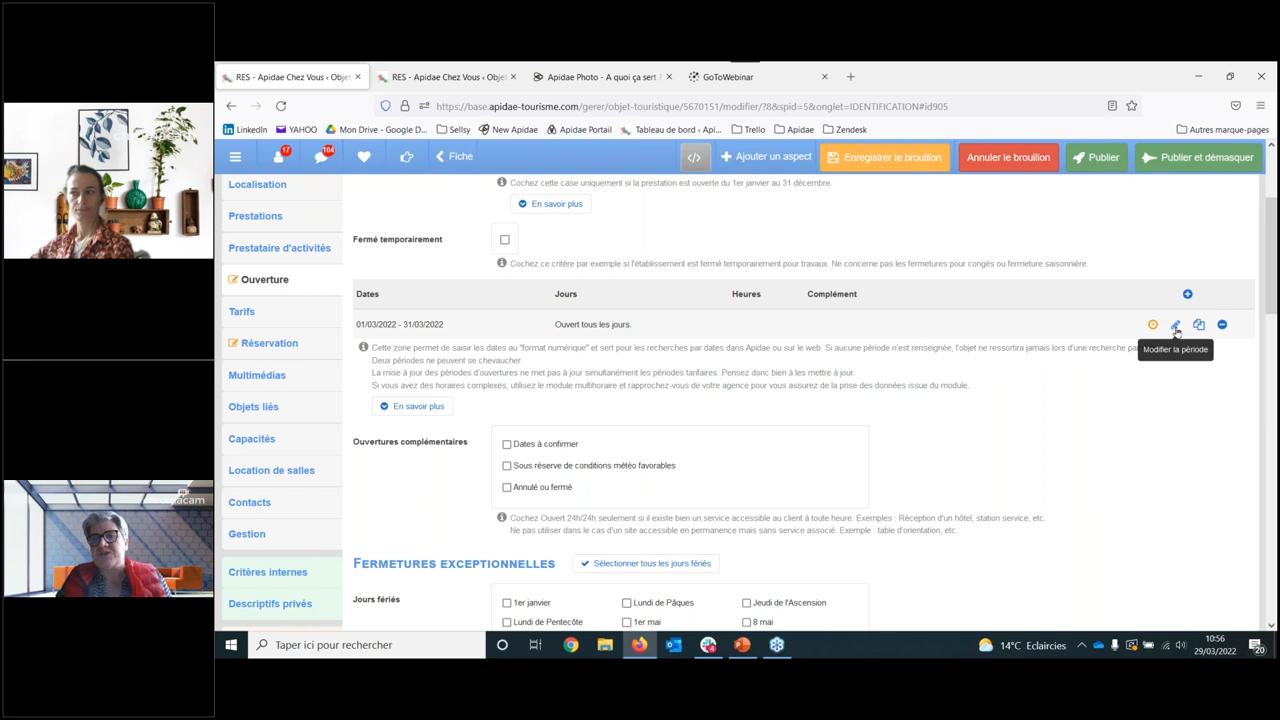 RES - Apidae Chez Vous ‹ Objet
RES - Apidae Chez Vous ‹ Objet
Apidae Photo - A quoi ça sert ?
GoToWebinar
https://base.apidae-tourisme.com/gerer/objet-touristique/5670151/modifier/?8&spid=5&onglet=IDENTIFICATION#id905
LinkedIn
YAHOO
Mon Drive - Google D...
Sellsy
New Apidae
Apidae Portail
Tableau de bord ‹ Api...
Trello
Apidae
Zendesk
Autres marque-pages
17
104
Fiche
Ajouter un aspect
Enregistrer le brouillon
Annuler le brouillon
Publier
Publier et démasquer
Localisation
Prestations
Prestataire d'activités
Ouverture
Tarifs
Réservation
Multimédias
Objets liés
Capacités
Location de salles
Contacts
Gestion
Critères internes
Descriptifs privés
Cochez cette case uniquement si la prestation est ouverte du 1er janvier au 31 décembre.
En savoir plus
Fermé temporairement
Cochez ce critère par exemple si l'établissement est fermé temporairement pour travaux. Ne concerne pas les fermetures pour congés ou fermeture saisonnière.
Dates Jours Heures Complément
01/03/2022 - 31/03/2022 Ouvert tous les jours.
Modifier la période
Cette zone permet de saisir les dates au "format numérique" et sert pour les recherches par dates dans Apidae ou sur le web. Si aucune période n'est renseignée, l'objet ne ressortira jamais lors d'une recherche
Deux périodes ne peuvent se chevaucher.
La mise à jour des périodes d'ouvertures ne met pas à jour simultanément les périodes tarifaires. Pensez donc bien à les mettre à jour.
Si vous avez des horaires complexes, utilisez le module multihoraire et rapprochez-vous de votre agence pour vous assurez de la prise des données issue du module.
En savoir plus
Ouvertures complémentaires
Dates à confirmer
Sous réserve de conditions météo favorables
Annulé ou fermé
Cochez Ouvert 24h/24h seulement si il existe bien un service accessible au client à toute heure. Exemples : Réception d'un hôtel, station service, etc.
Ne pas utiliser dans le cas d'un site accessible en permanence mais sans service associé. Exemple : table d'orientation, etc.
FERMETURES EXCEPTIONNELLES
Sélectionner tous les jours fériés
Jours fériés
1er janvier
Lundi de Pâques
Jeudi de l'Ascension
Lundi de Pentecôte
1er mai
8 mai
Taper ici pour rechercher
14°C Eclaircies
10:56
29/03/2022
20